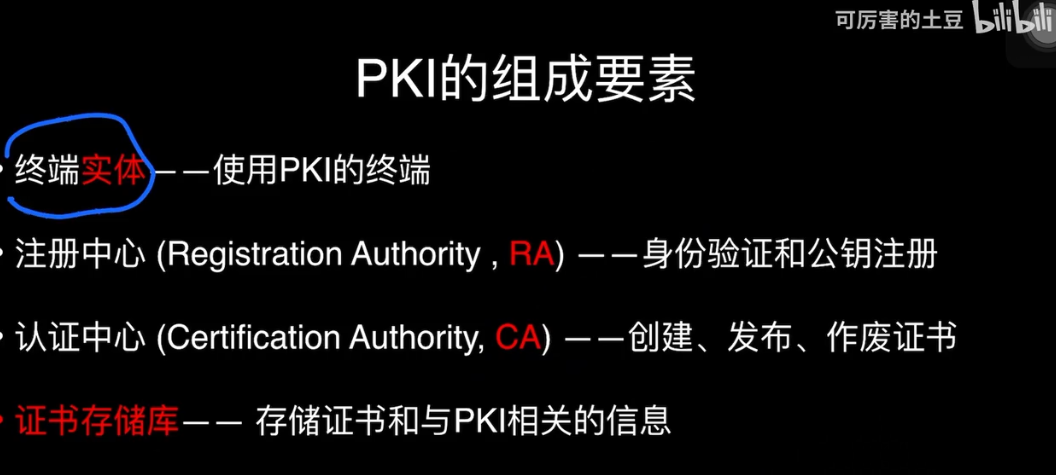 可厉害的土豆 bilibili
PKI的组成要素
• 终端实体——使用PKI的终端
• 注册中心 (Registration Authority , RA) ——身份验证和公钥注册
• 认证中心 (Certification Authority, CA) ——创建、发布、作废证书
• 证书存储库—— 存储证书和与PKI相关的信息